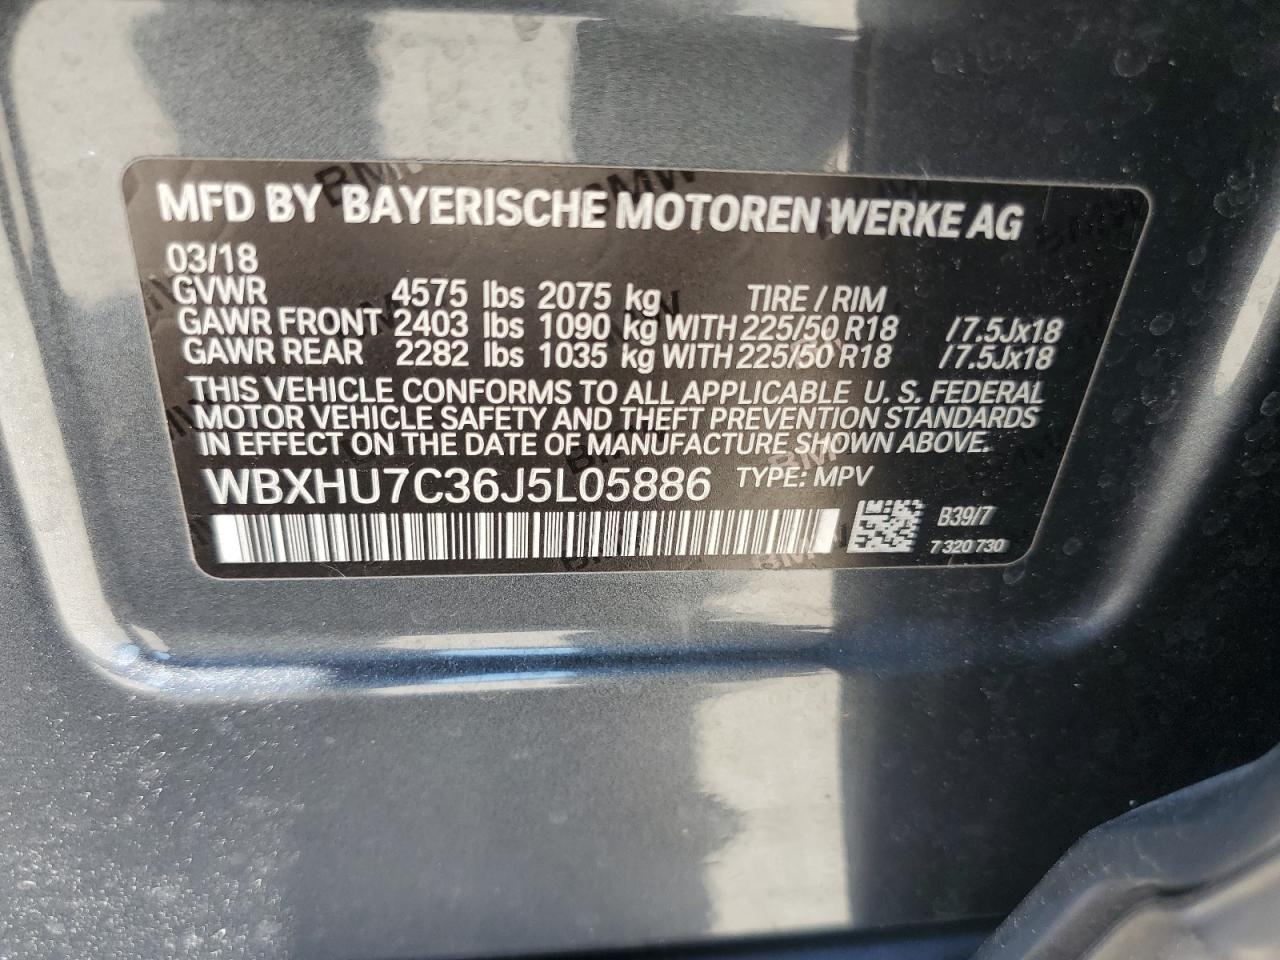 MFD BY BAYERISCHE MOTOREN WERKE AG
03/18
GVWR 4575 lbs 2075 kg TIRE / RIM
GAWR FRONT 2403 lbs 1090 kg WITH 225/50 R18 / 7.5Jx18
GAWR REAR 2282 lbs 1035 kg WITH 225/50 R18 / 7.5Jx18
THIS VEHICLE CONFORMS TO ALL APPLICABLE U. S. FEDERAL
MOTOR VEHICLE SAFETY AND THEFT PREVENTION STANDARDS
IN EFFECT ON THE DATE OF MANUFACTURE SHOWN ABOVE.
WBXHU7C36J5L05886 TYPE: MPV
B39/7
7 320 730